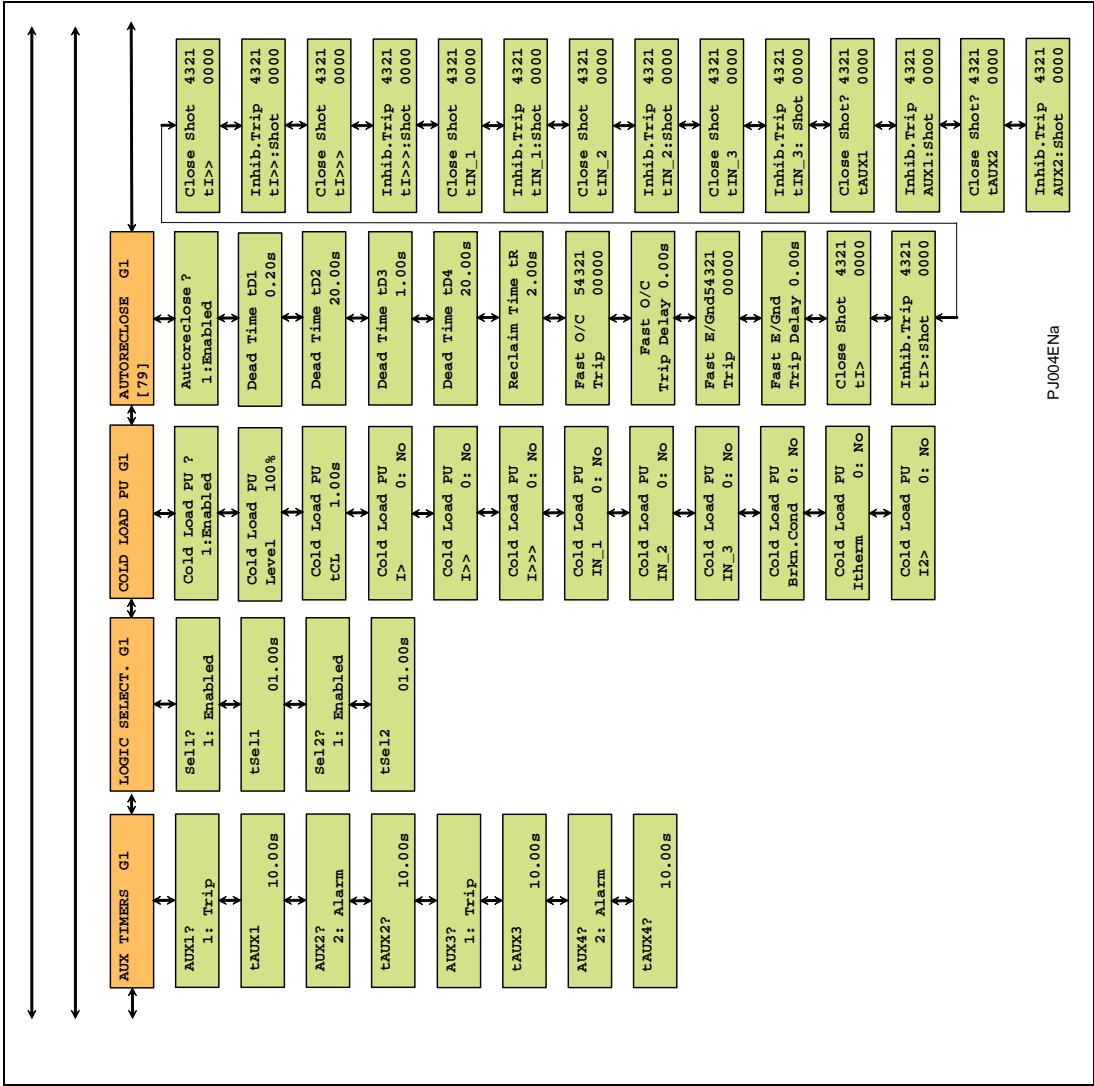 AUX TIMERS G1
AUX1?
1: Trip
tAUX1
10.00s
AUX2?
2: Alarm
tAUX2?
10.00s
AUX3?
1: Trip
tAUX3
10.00s
AUX4?
2: Alarm
tAUX4?
10.00s
LOGIC SELECT. G1
Sel1?
1: Enabled
tSel1
01.00s
Sel2?
1: Enabled
tSel2
01.00s
COLD LOAD PU G1
Cold Load PU ?
1:Enabled
Cold Load PU
Level 100%
Cold Load PU
tCL 1.00s
Cold Load PU
I> 0: No
Cold Load PU
I>> 0: No
Cold Load PU
I>>> 0: No
Cold Load PU
IN_1 0: No
Cold Load PU
IN_2 0: No
Cold Load PU
IN_3 0: No
Cold Load PU
Brkn.Cond 0: No
Cold Load PU
Itherm 0: No
Cold Load PU
I2> 0: No
AUTORECLOSE G1
[79]
Autoreclose ?
1:Enabled
Dead Time tD1
0.20s
Dead Time tD2
20.00s
Dead Time tD3
1.00s
Dead Time tD4
20.00s
Reclaim Time tR
2.00s
Fast O/C 54321
Trip 00000
Fast O/C
Trip Delay 0.00s
Fast E/Gnd54321
Trip 00000
Fast E/Gnd
Trip Delay 0.00s
Close Shot 4321
tI> 0000
Inhib.Trip 4321
tI>:Shot 0000
Close Shot 4321
tI>> 0000
Inhib.Trip 4321
tI>>:Shot 0000
Close Shot 4321
tI>>> 0000
Inhib.Trip 4321
tI>>>:Shot 0000
Close Shot 4321
tIN_1 0000
Inhib.Trip 4321
tIN_1:Shot 0000
Close Shot 4321
tIN_2 0000
Inhib.Trip 4321
tIN_2:Shot 0000
Close Shot 4321
tIN_3 0000
Inhib.Trip 4321
tIN_3: Shot 0000
Close Shot? 4321
tAUX1 0000
Inhib.Trip 4321
AUX1:Shot 0000
Close Shot? 4321
tAUX2 0000
Inhib.Trip 4321
AUX2:Shot 0000
PJ004ENa